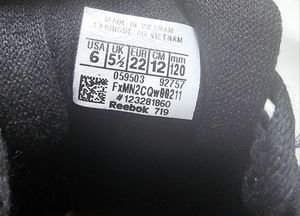 MADE IN VIETNAM
FABRIQUE AU VIETNAM
USA UK EUR CM mm
6 5½ 22 12 120
059503 92757
FxMN2CQw00211
#123281860
Reebok 719